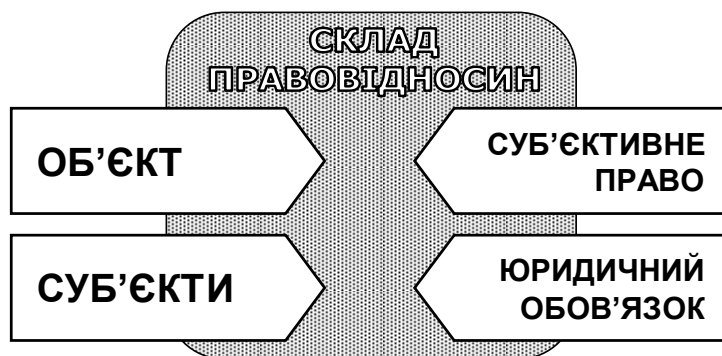 СКЛАД
ПРАВОВІДНОСИН
ОБ’ЄКТ
СУБ’ЄКТИВНЕ
ПРАВО
СУБ’ЄКТИ
ЮРИДИЧНИЙ
ОБОВ’ЯЗОК